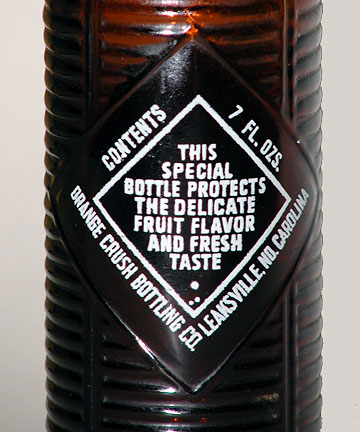 CONTENTS
7 FL. OZS.
THIS
SPECIAL
BOTTLE PROTECTS
THE DELICATE
FRUIT FLAVOR
AND FRESH
TASTE
ORANGE CRUSH BOTTLING CO.
LEAKSVILLE, NO. CAROLINA